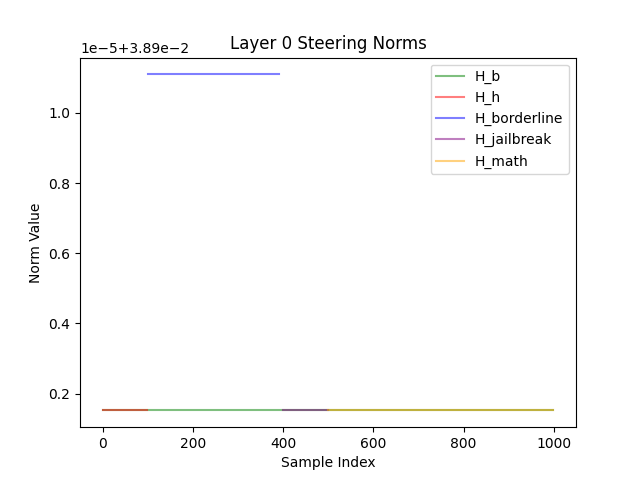 Layer 0 Steering Norms
1e−5+3.89e−2
H_b
H_h
H_borderline
H_jailbreak
H_math
Norm Value
1.0
0.8
0.6
0.4
0.2
0
200
400
600
800
1000
Sample Index